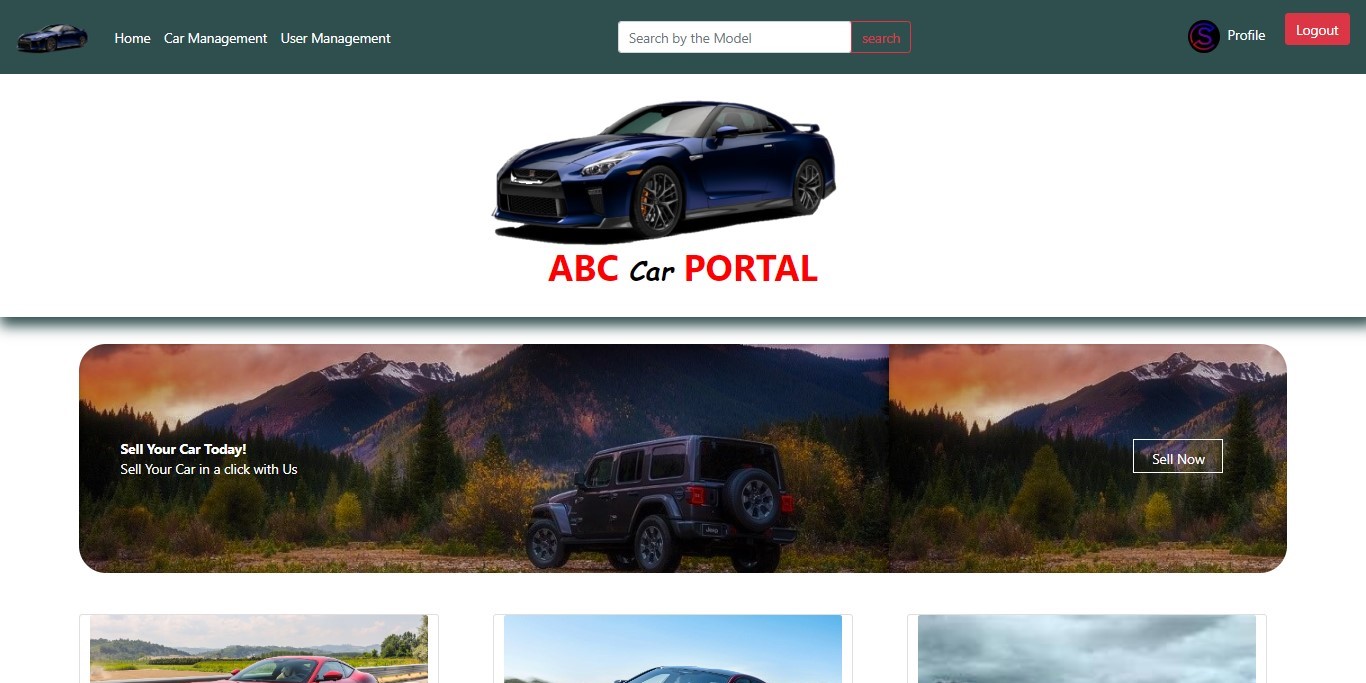 Home Car Management User Management
Search by the Model search
S Profile Logout
ABC Car PORTAL
Sell Your Car Today!
Sell Your Car in a click with Us
Sell Now
Jeep